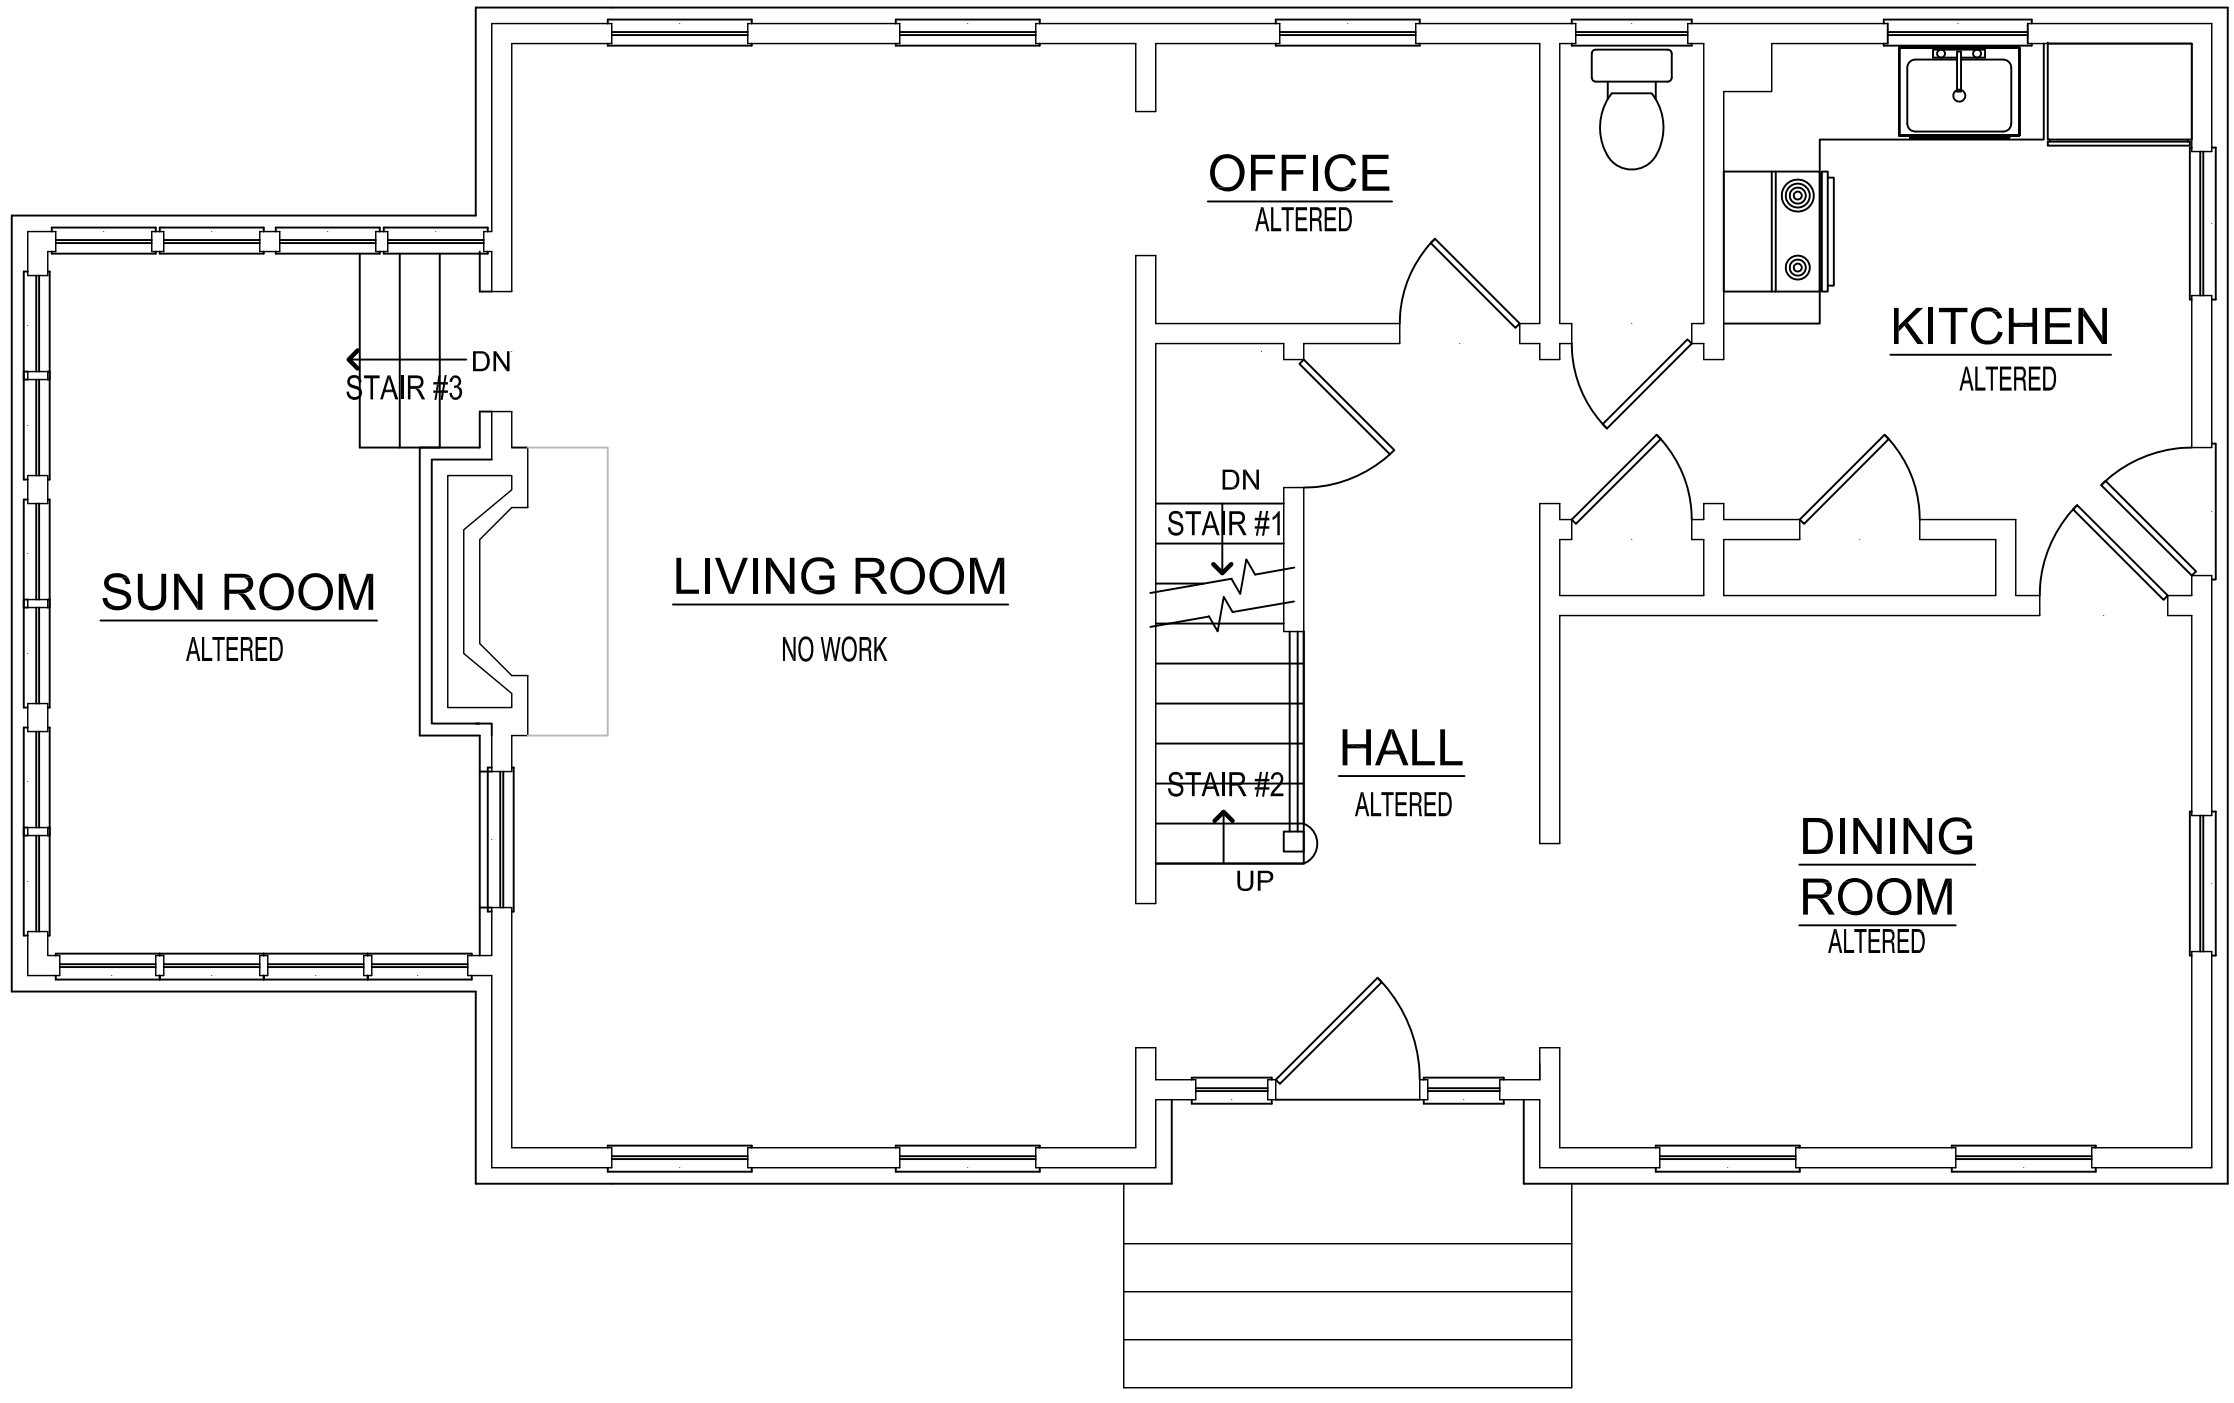 OFFICE
ALTERED
KITCHEN
ALTERED
DN
STAIR #3
DN
STAIR #1
SUN ROOM
ALTERED
LIVING ROOM
NO WORK
HALL
ALTERED
STAIR #2
UP
DINING
ROOM
ALTERED